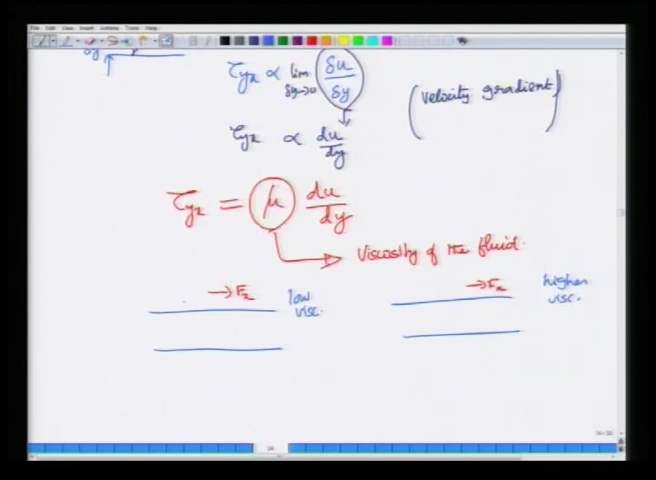 τyx ∝ lim δy→0 δu/δy (velocity gradient)
τyx ∝ du/dy
τyx = μ du/dy
Viscosity of the fluid.
→ Fx low visc. → Fx higher visc.